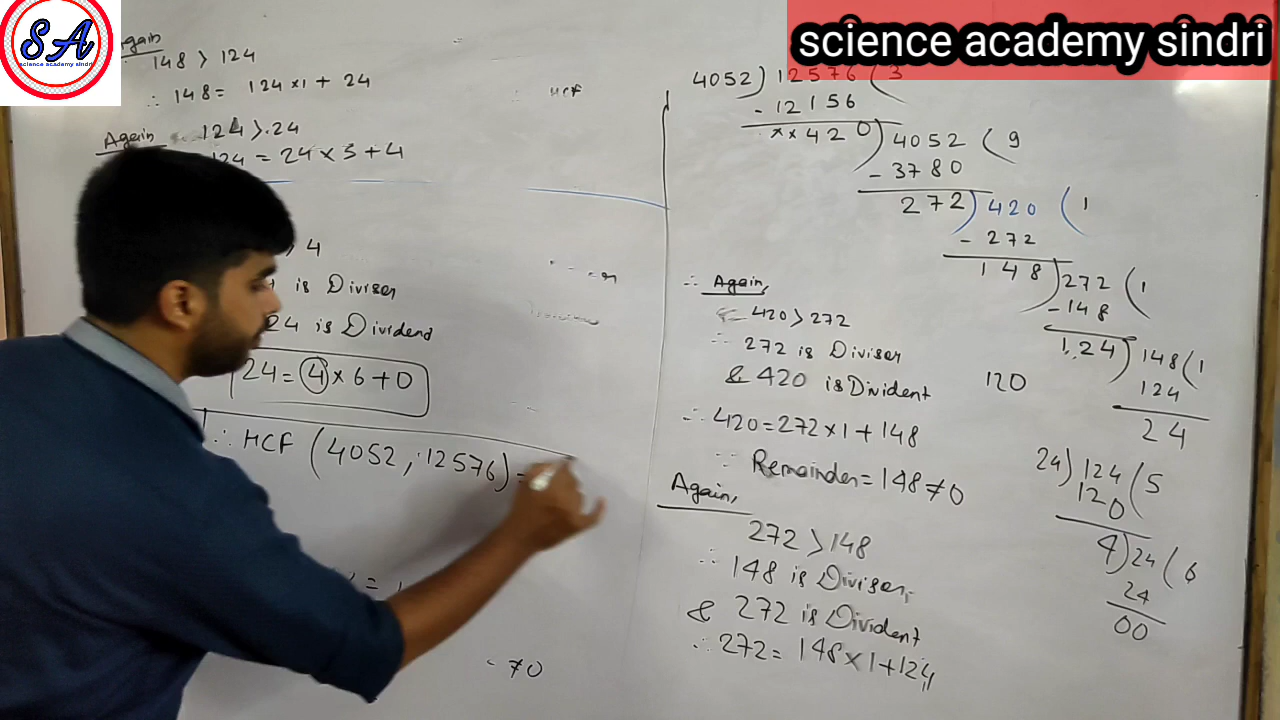 SA
science academy sindri
science academy sindri
Again
148 > 124
∴ 148 = 124 × 1 + 24
Again
124 > 24
124 = 24 × 5 + 4
> 4
is Diviser
24 is Dividend
24 = 4 × 6 + 0
∴ HCF (4052, 12576) =
≠ 0
HCF
4052) 12576 (3
- 12156
××420) 4052 (9
- 3780
272) 420 (1
- 272
148) 272 (1
- 148
124) 148 (1
124
24
24) 124 (5
120
4) 24 (6
24
00
120
∴ Again,
420 > 272
∴ 272 is Diviser
& 420 is Divident
∴ 420 = 272 × 1 + 148
∵ Remainder = 148 ≠ 0
Again,
272 > 148
∴ 148 is Diviser,
& 272 is Divident
∴ 272 = 148 × 1 + 124